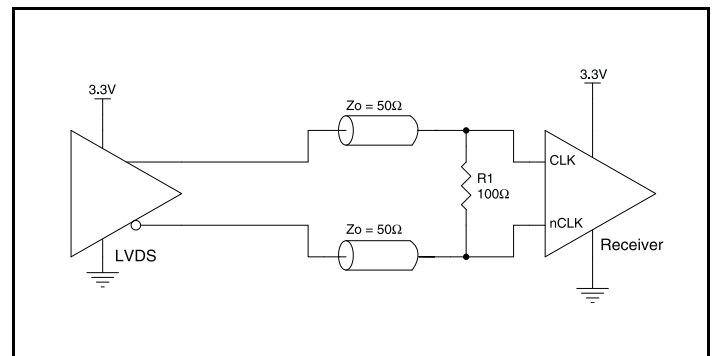 3.3V
3.3V
Zo = 50Ω
CLK
R1
100Ω
Zo = 50Ω
nCLK
LVDS
Receiver